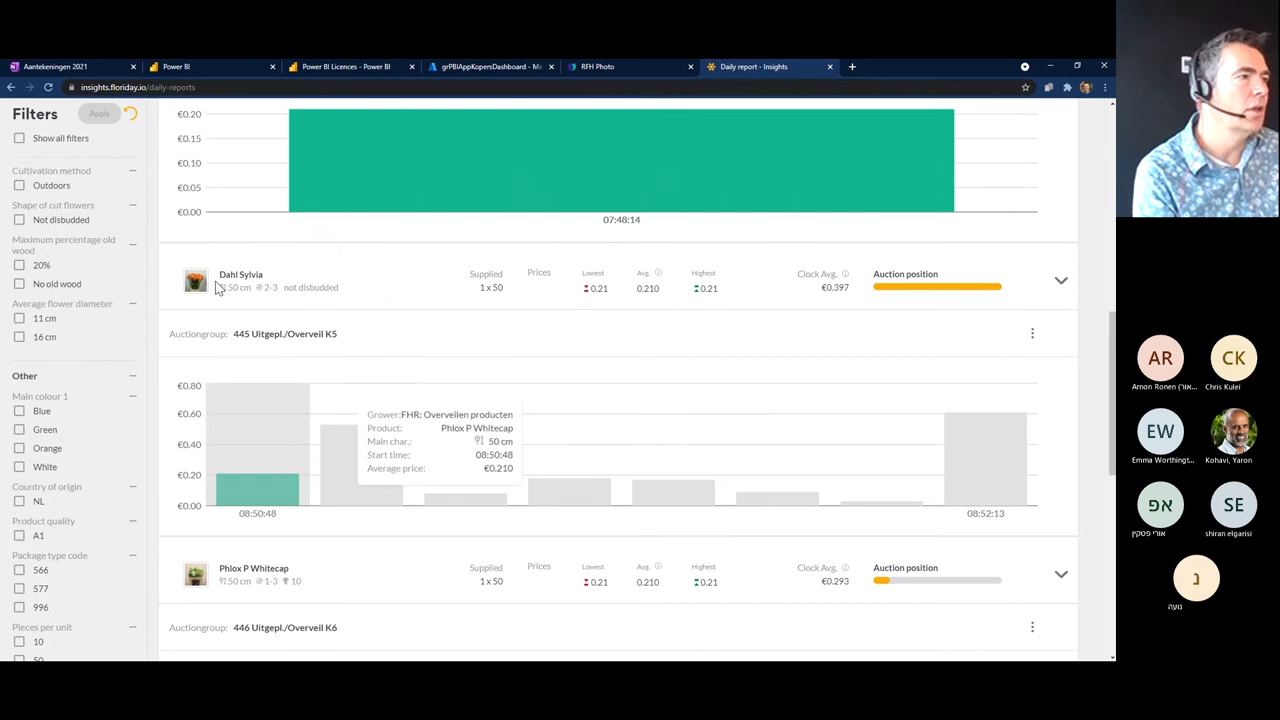 Aantekeningen 2021
Power BI
Power BI Licences - Power BI
grPBIAppKopersDashboard - Mic
RFH Photo
Daily report - Insights
insights.floriday.io/daily-reports
Filters
Apply
Show all filters
Cultivation method
Outdoors
Shape of cut flowers
Not disbudded
Maximum percentage old
wood
20%
No old wood
Average flower diameter
11 cm
16 cm
Other
Main colour 1
Blue
Green
Orange
White
Country of origin
NL
Product quality
A1
Package type code
566
577
996
Pieces per unit
10
50
€0.20
€0.15
€0.10
€0.05
€0.00
07:48:14
Dahl Sylvia
50 cm 2-3 not disbudded
Supplied
1 x 50
Prices
Lowest
0.21
Avg.
0.210
Highest
0.21
Clock Avg.
€0.397
Auction position
Auctiongroup: 445 Uitgepl./Overveil K5
€0.80
€0.60
€0.40
€0.20
€0.00
Grower: FHR: Overveilen producten
Product: Phlox P Whitecap
Main char.: 50 cm
Start time: 08:50:48
Average price: €0.210
08:50:48
08:52:13
Phlox P Whitecap
50 cm 1-3 10
Supplied
1 x 50
Prices
Lowest
0.21
Avg.
0.210
Highest
0.21
Clock Avg.
€0.293
Auction position
Auctiongroup: 446 Uitgepl./Overveil K6
AR
Arnon Ronen (אור...
CK
Chris Kulei
EW
Emma Worthingt...
Kohavi, Yaron
אפ
אורי פטקין
SE
shiran elgarisi
נ
נועה